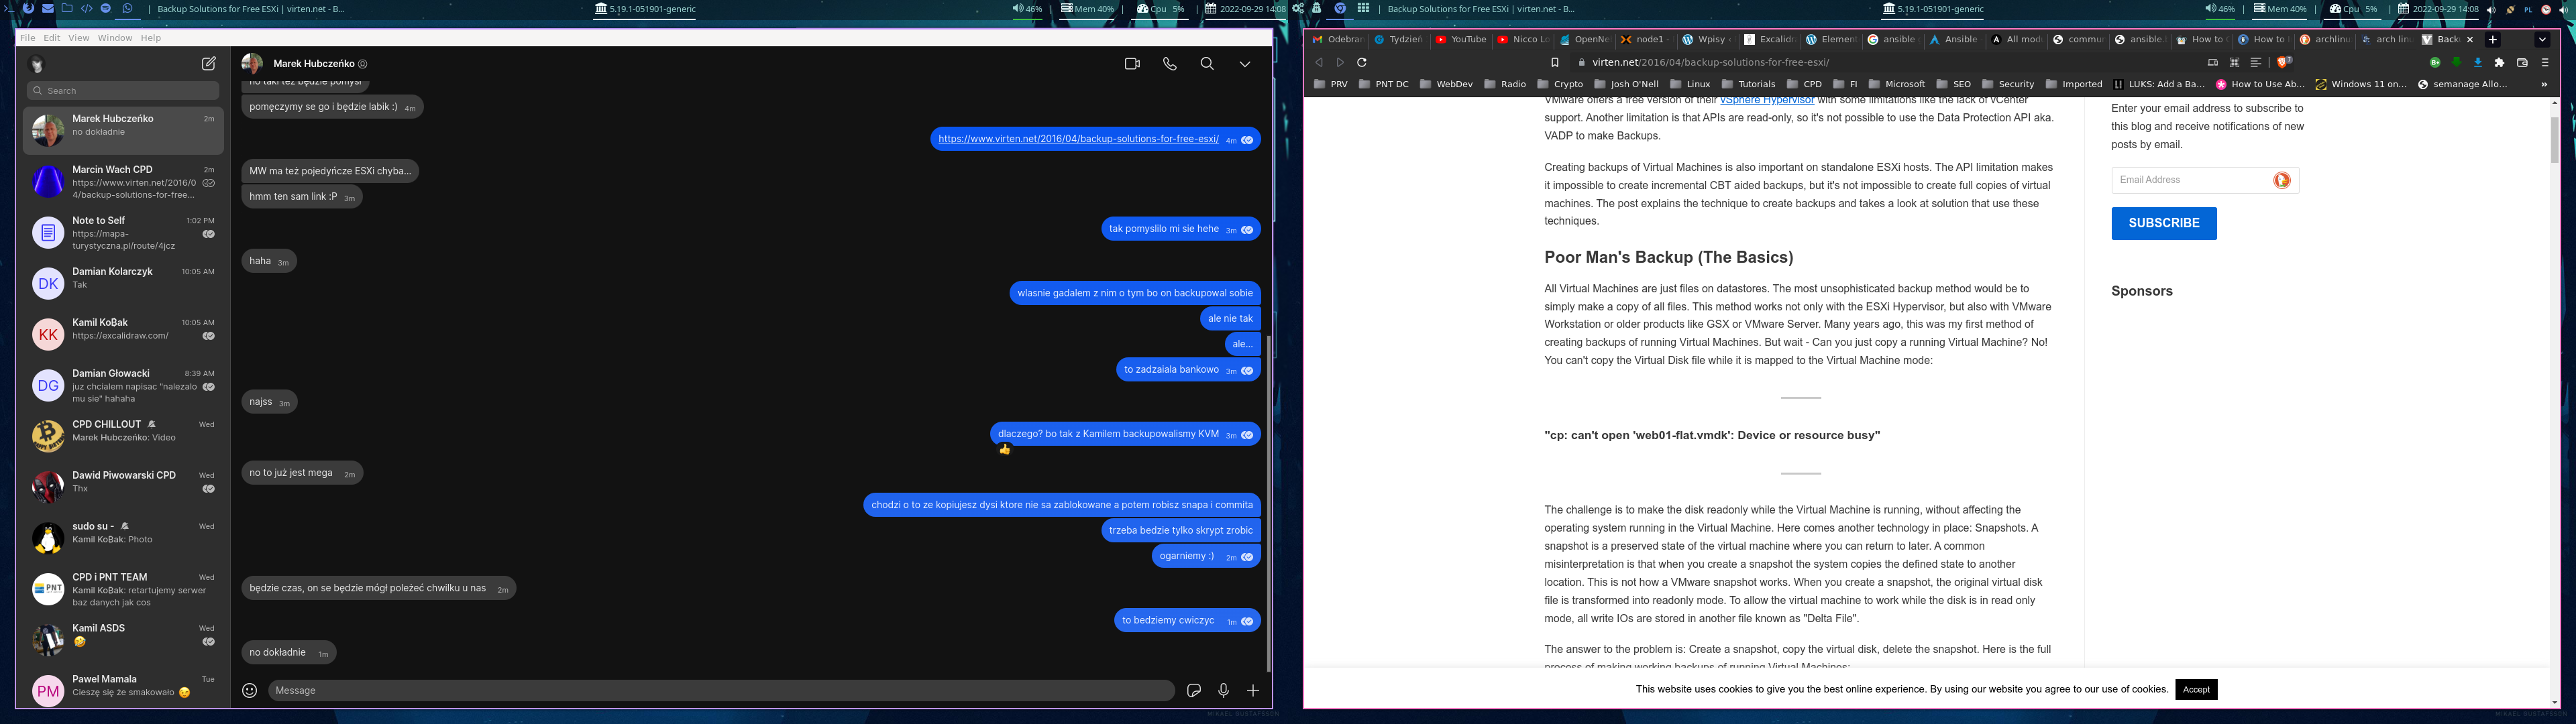 Backup Solutions for Free ESXi | virten.net - B...
5.19.1-051901-generic
46% | Mem 40% | Cpu 5% | 2022-09-29 14:08
Backup Solutions for Free ESXi | virten.net - B...
5.19.1-051901-generic
46% | Mem 40% | Cpu 5% | 2022-09-29 14:08
PL
File Edit View Window Help
Search
Marek Hubczeńko 2m
no dokładnie
Marcin Wach CPD 2m
https://www.virten.net/2016/0
4/backup-solutions-for-free...
Note to Self 1:02 PM
https://mapa-
turystyczna.pl/route/4jcz
DK
Damian Kolarczyk 10:05 AM
Tak
KK
Kamil KoBak 10:05 AM
https://excalidraw.com/
DG
Damian Głowacki 8:39 AM
juz chcialem napisac "nalezalo
mu sie" hahaha
CPD CHILLOUT Wed
Marek Hubczeńko: Video
Dawid Piwowarski CPD Wed
Thx
sudo su - Wed
Kamil KoBak: Photo
PNT
CPD i PNT TEAM Wed
Kamil KoBak: retartujemy serwer
baz danych jak cos
Kamil ASDS Wed
🤣
PM
Pawel Mamala Tue
Cieszę się że smakowało 😉
Marek Hubczeńko
no taki też będzie pomysł
pomęczymy se go i będzie labik :) 4m
https://www.virten.net/2016/04/backup-solutions-for-free-esxi/ 4m
MW ma też pojedyńcze ESXi chyba...
hmm ten sam link :P 3m
tak pomyslilo mi sie hehe 3m
haha 3m
wlasnie gadalem z nim o tym bo on backupowal sobie
ale nie tak
ale...
to zadzaiala bankowo 3m
najss 3m
dlaczego? bo tak z Kamilem backupowalismy KVM 3m
👍
no to już jest mega 2m
chodzi o to ze kopiujesz dysi ktore nie sa zablokowane a potem robisz snapa i commita
trzeba bedzie tylko skrypt zrobic
ogarniemy :) 2m
będzie czas, on se będzie mógł poleżeć chwilku u nas 2m
to bedziemy cwiczyc 1m
no dokładnie 1m
Message
Odebran Tydzień YouTube Nicco Lo OpenNe node1 - Wpisy - Excalidr Element ansible Ansible All mod commun ansible. How to How to archlinu arch lin Back
virten.net/2016/04/backup-solutions-for-free-esxi/
PRV PNT DC WebDev Radio Crypto Josh O'Nell Linux Tutorials CPD FI Microsoft SEO Security Imported LUKS: Add a Ba... How to Use Ab... Windows 11 on... semanage Allo... »
VMware offers a free version of their vSphere Hypervisor with some limitations like the lack of vCenter
support. Another limitation is that APIs are read-only, so it's not possible to use the Data Protection API aka.
VADP to make Backups.
Creating backups of Virtual Machines is also important on standalone ESXi hosts. The API limitation makes
it impossible to create incremental CBT aided backups, but it's not impossible to create full copies of virtual
machines. The post explains the technique to create backups and takes a look at solution that use these
techniques.
Poor Man's Backup (The Basics)
All Virtual Machines are just files on datastores. The most unsophisticated backup method would be to
simply make a copy of all files. This method works not only with the ESXi Hypervisor, but also with VMware
Workstation or older products like GSX or VMware Server. Many years ago, this was my first method of
creating backups of running Virtual Machines. But wait - Can you just copy a running Virtual Machine? No!
You can't copy the Virtual Disk file while it is mapped to the Virtual Machine mode:
"cp: can't open 'web01-flat.vmdk': Device or resource busy"
The challenge is to make the disk readonly while the Virtual Machine is running, without affecting the
operating system running in the Virtual Machine. Here comes another technology in place: Snapshots. A
snapshot is a preserved state of the virtual machine where you can return to later. A common
misinterpretation is that when you create a snapshot the system copies the defined state to another
location. This is not how a VMware snapshot works. When you create a snapshot, the original virtual disk
file is transformed into readonly mode. To allow the virtual machine to work while the disk is in read only
mode, all write IOs are stored in another file known as "Delta File".
The answer to the problem is: Create a snapshot, copy the virtual disk, delete the snapshot. Here is the full
process of making working backups of running Virtual Machines:
Enter your email address to subscribe to
this blog and receive notifications of new
posts by email.
Email Address
SUBSCRIBE
Sponsors
This website uses cookies to give you the best online experience. By using our website you agree to our use of cookies. Accept
MIKAEL GUSTAFSSON
MIKAEL GUSTAFSSON